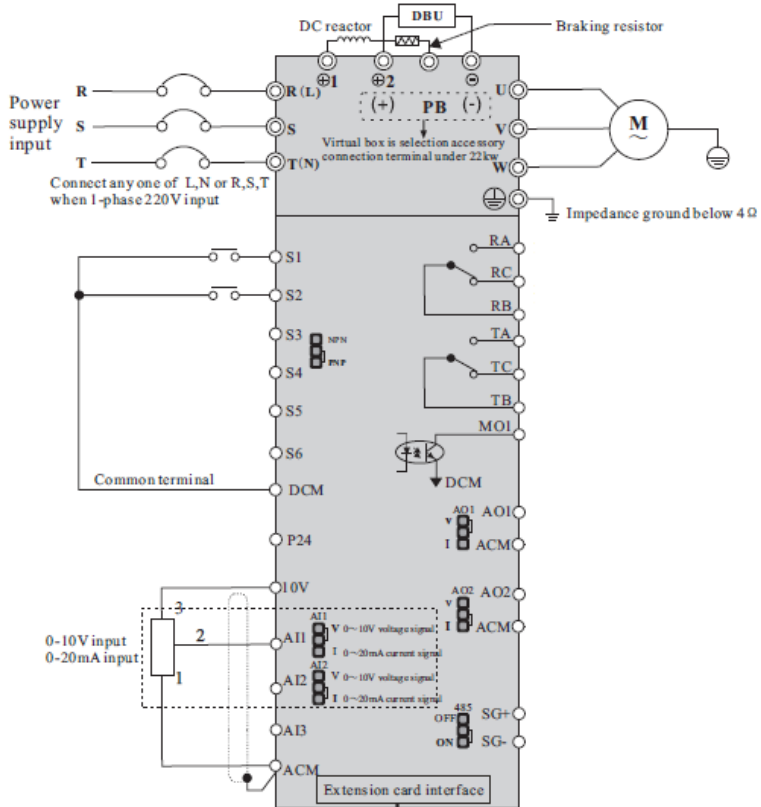 DBU
DC reactor
Braking resistor
⊕1
⊕2
⊖
R
R(L)
(+) PB (-)
U
Power
supply
input
S
S
V
M
~
Virtual box is selection accessory
connection terminal under 22kw
T
T(N)
W
Connect any one of L,N or R,S,T
when 1-phase 220V input
Impedance ground below 4Ω
RA
S1
RC
S2
RB
S3
NPN
PNP
TA
S4
TC
S5
TB
MO1
S6
Common terminal
DCM
DCM
AO1
AO1
V
I
ACM
P24
10V
AO2
AO2
V
I
ACM
3
0-10V input
0-20mA input
2
1
AI1
AI1
V 0~10V voltage signal
I 0~20mA current signal
AI2
AI2
V 0~10V voltage signal
I 0~20mA current signal
485
OFF
SG+
AI3
ON
SG-
ACM
Extension card interface